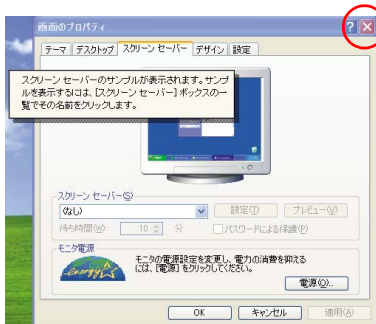 画面のプロパティ
テーマ デスクトップ スクリーン セーバー デザイン 設定
スクリーン セーバーのサンプルが表示されます。サンプ
ルを表示するには、[スクリーン セーバー] ボックスの一
覧でその名前をクリックします。
スクリーン セーバー(S)
(なし) 設定(T) プレビュー(V)
待ち時間(W) 10 分 パスワードによる保護(P)
モニタ電源
モニタの電源設定を変更し、電力の消費を抑える
には、[電源] をクリックしてください。
電源(O)...
OK キャンセル 適用(A)